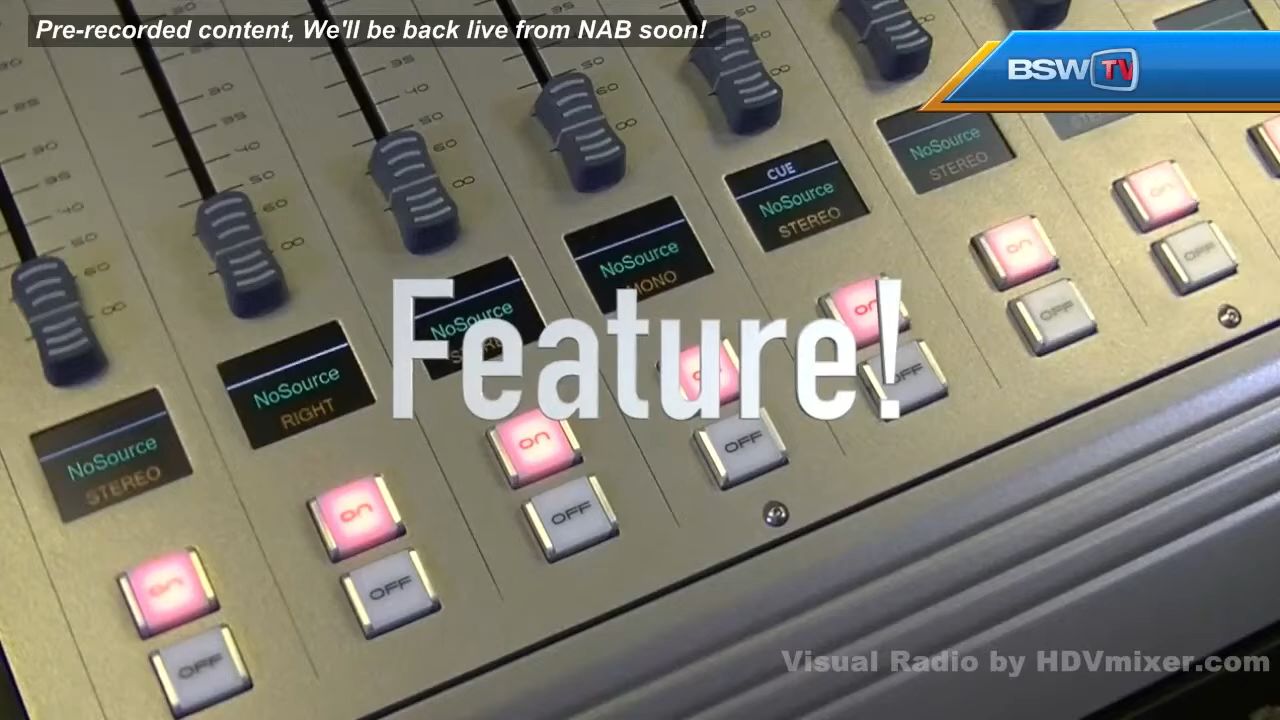 Pre-recorded content, We'll be back live from NAB soon!
BSW TV
CUE
NoSource
STEREO
NoSource
STEREO
NoSource
MONO
NoSource
NoSource
RIGHT
NoSource
STEREO
Feature!
on
OFF
on
OFF
on
OFF
on
OFF
on
OFF
on
OFF
on
OFF
Visual Radio by HDVmixer.com